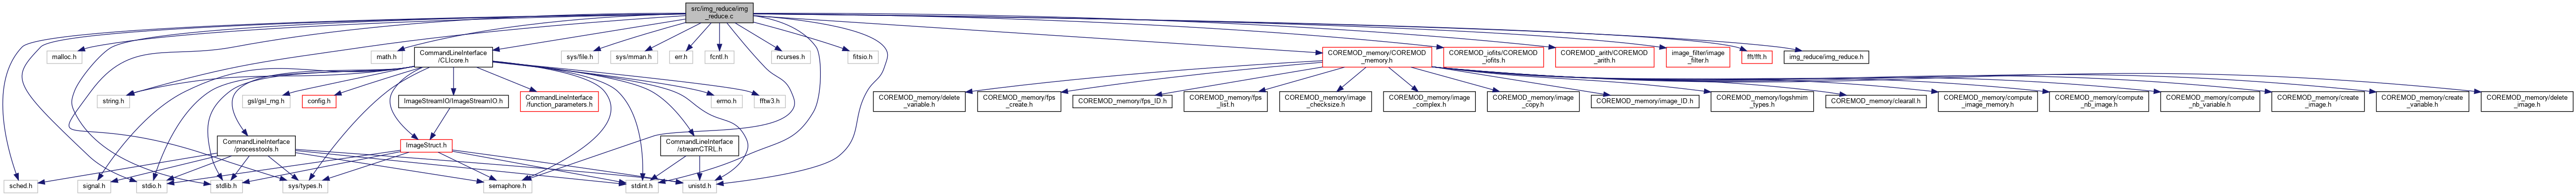 src/img_reduce/img
_reduce.c
malloc.h
math.h
CommandLineInterface
/CLIcore.h
sys/file.h
sys/mman.h
err.h
fcntl.h
ncurses.h
fitsio.h
COREMOD_memory/COREMOD
_memory.h
COREMOD_iofits/COREMOD
_iofits.h
COREMOD_arith/COREMOD
_arith.h
image_filter/image
_filter.h
fft/fft.h
img_reduce/img_reduce.h
string.h
gsl/gsl_rng.h
config.h
ImageStreamIO/ImageStreamIO.h
CommandLineInterface
/function_parameters.h
errno.h
fftw3.h
COREMOD_memory/delete
_variable.h
COREMOD_memory/fps
_create.h
COREMOD_memory/fps_ID.h
COREMOD_memory/fps
_list.h
COREMOD_memory/image
_checksize.h
COREMOD_memory/image
_complex.h
COREMOD_memory/image
_copy.h
COREMOD_memory/image_ID.h
COREMOD_memory/logshmim
_types.h
COREMOD_memory/clearall.h
COREMOD_memory/compute
_image_memory.h
COREMOD_memory/compute
_nb_image.h
COREMOD_memory/compute
_nb_variable.h
COREMOD_memory/create
_image.h
COREMOD_memory/create
_variable.h
COREMOD_memory/delete
_image.h
CommandLineInterface
/processtools.h
ImageStruct.h
CommandLineInterface
/streamCTRL.h
sched.h
signal.h
stdio.h
stdlib.h
sys/types.h
semaphore.h
stdint.h
unistd.h